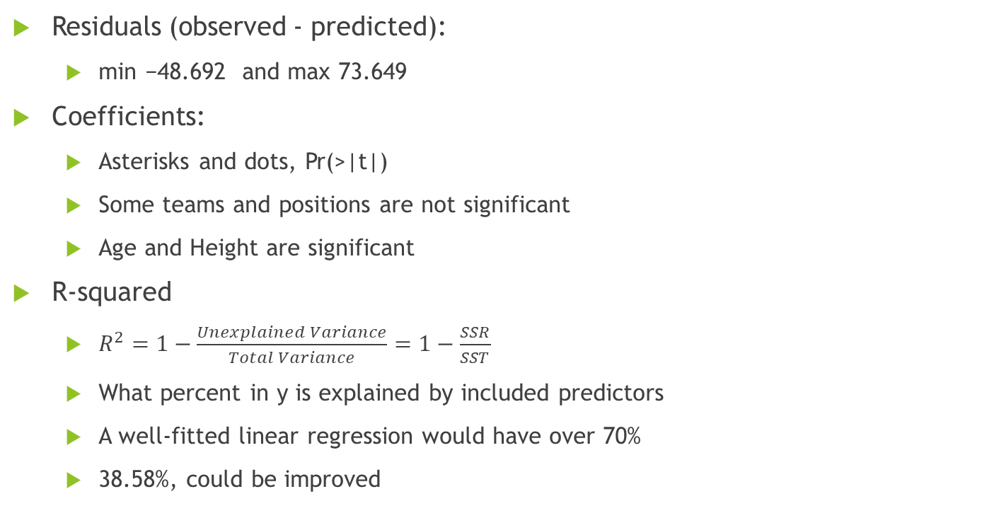 Residuals (observed - predicted):
min −48.692 and max 73.649
Coefficients:
Asterisks and dots, Pr(>|t|)
Some teams and positions are not significant
Age and Height are significant
R-squared
R² = 1 − Unexplained Variance / Total Variance = 1 − SSR / SST
What percent in y is explained by included predictors
A well-fitted linear regression would have over 70%
38.58%, could be improved